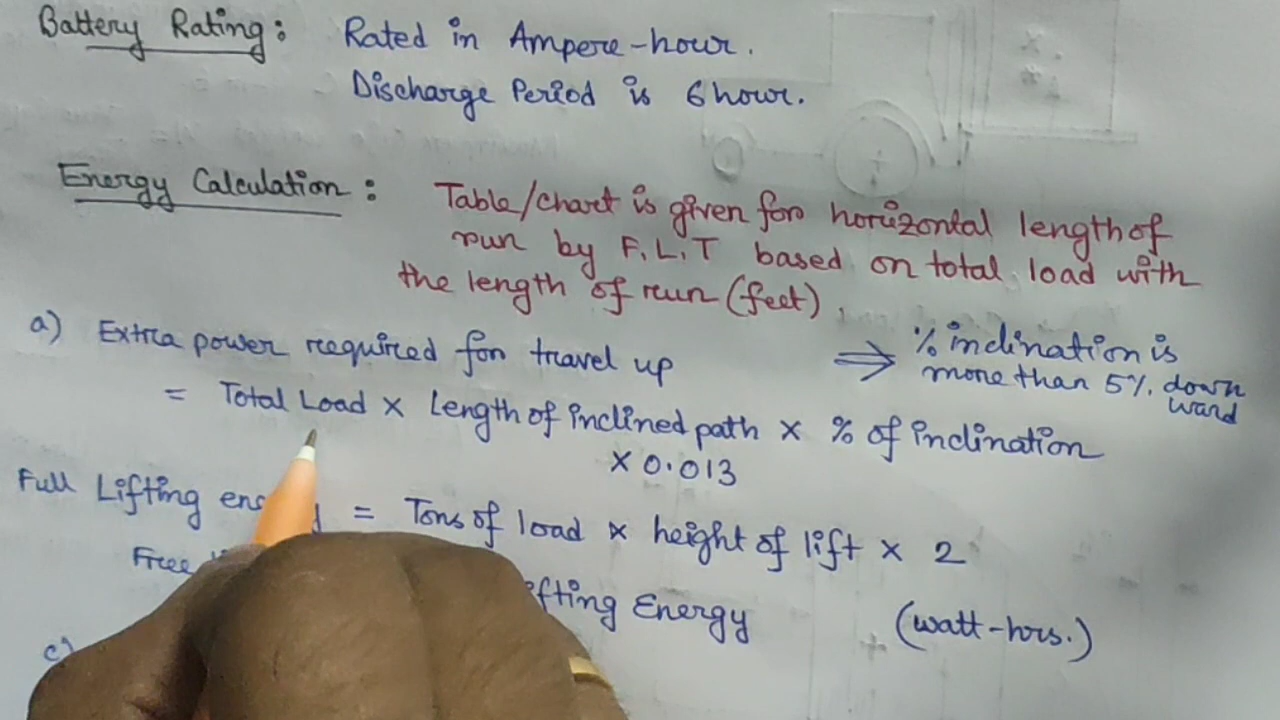 Battery Rating : Rated in Ampere-hour.
Discharge Period is 6 hour.
Energy Calculation : Table/chart is given for horizontal length of
run by F.L.T based on total load with
the length of run (feet),
a) Extra power required for travel up
⇒ % inclination is
more than 5% down
ward
= Total Load × Length of inclined path × % of inclination
× 0.013
Full Lifting = Tons of load × height of lift × 2
Free
Energy (watt-hrs.)
c)